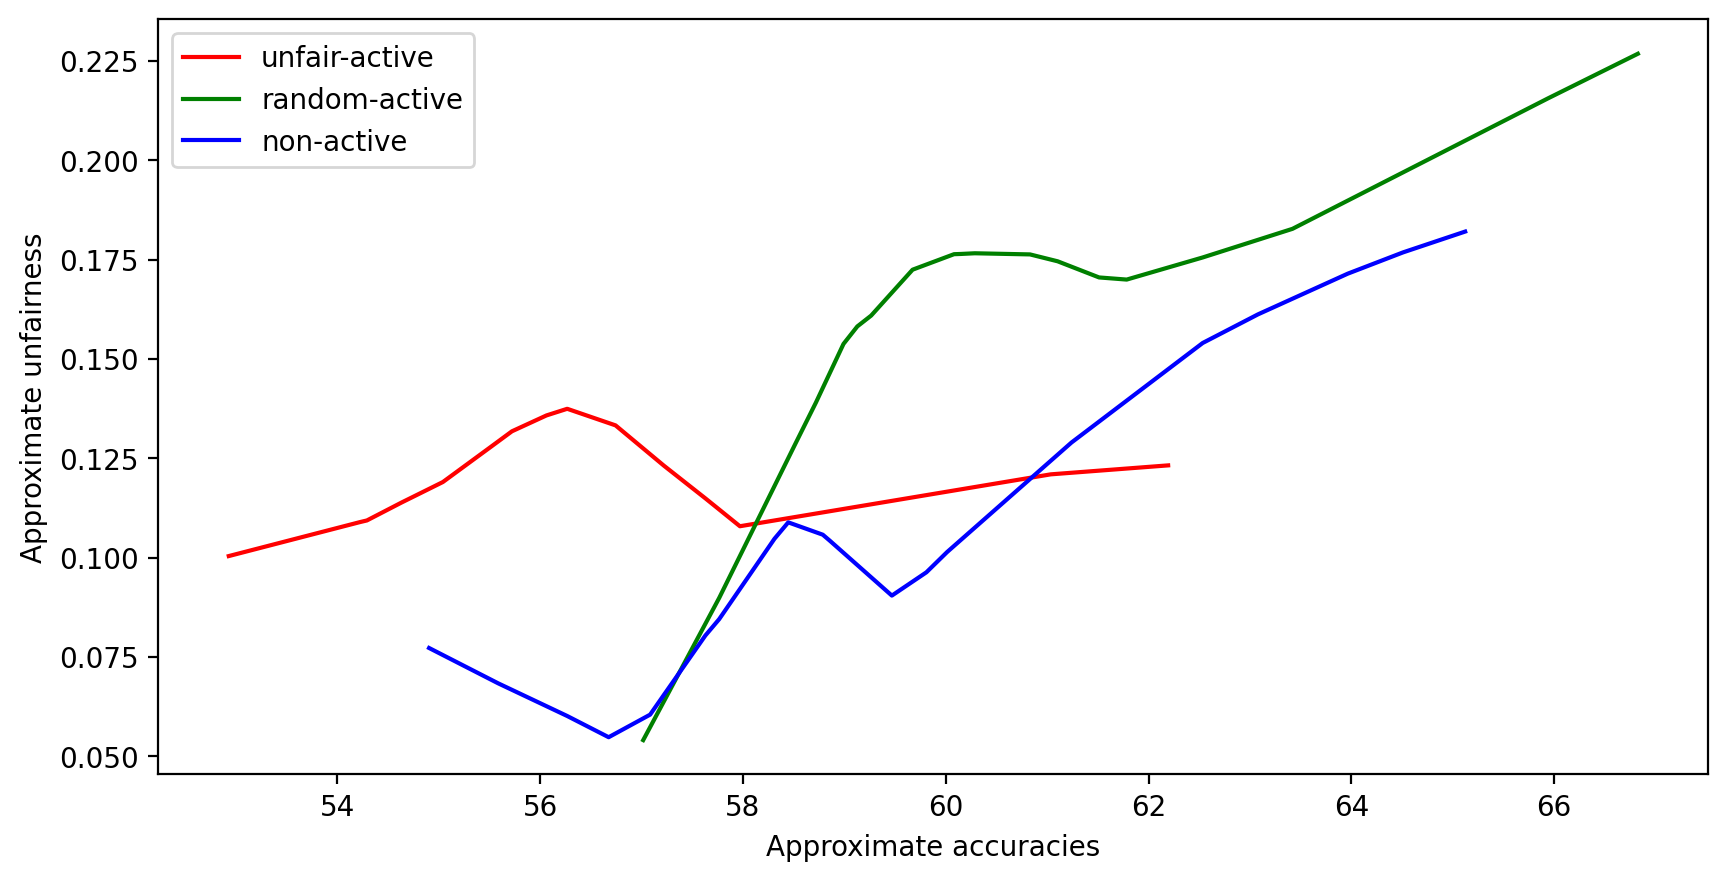 unfair-active
random-active
non-active
0.225
0.200
0.175
0.150
0.125
0.100
0.075
0.050
Approximate unfairness
54 56 58 60 62 64 66
Approximate accuracies